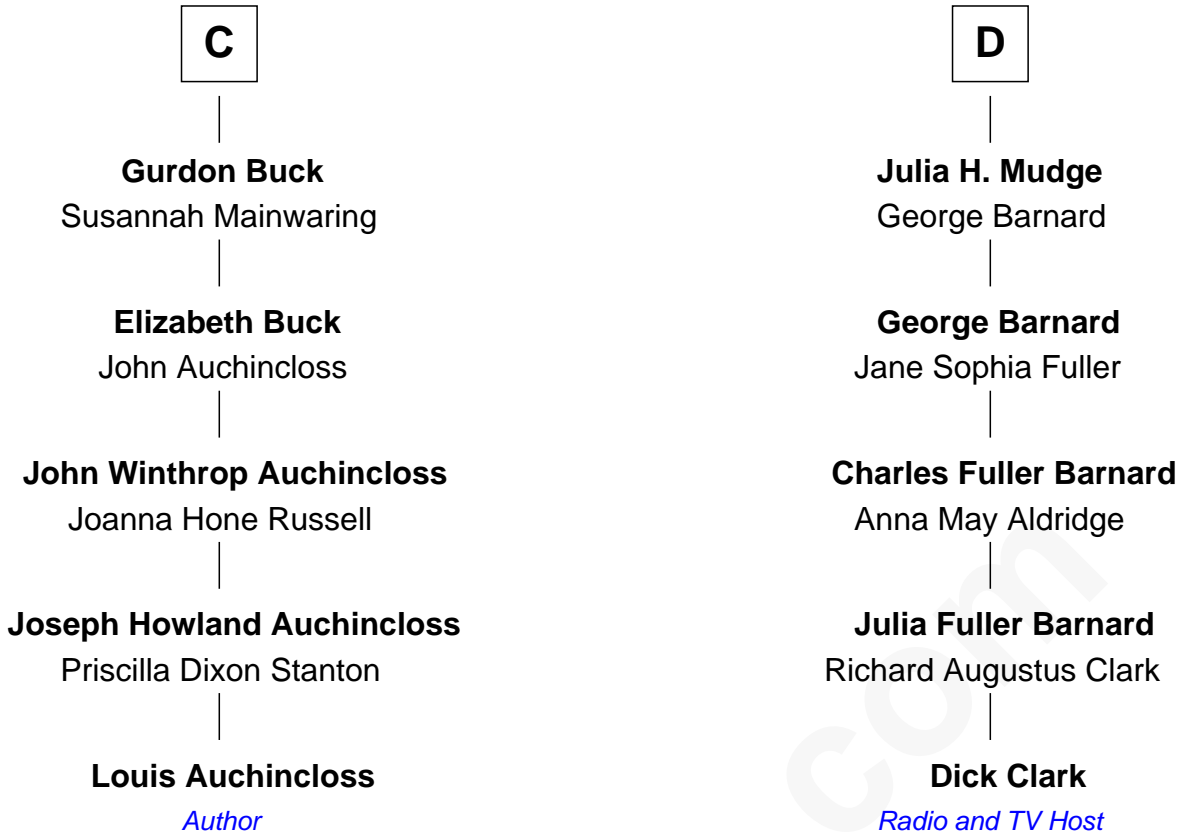 C
Gurdon Buck
Susannah Mainwaring
Elizabeth Buck
John Auchincloss
John Winthrop Auchincloss
Joanna Hone Russell
Joseph Howland Auchincloss
Priscilla Dixon Stanton
Louis Auchincloss
Author
D
Julia H. Mudge
George Barnard
George Barnard
Jane Sophia Fuller
Charles Fuller Barnard
Anna May Aldridge
Julia Fuller Barnard
Richard Augustus Clark
Dick Clark
Radio and TV Host
com